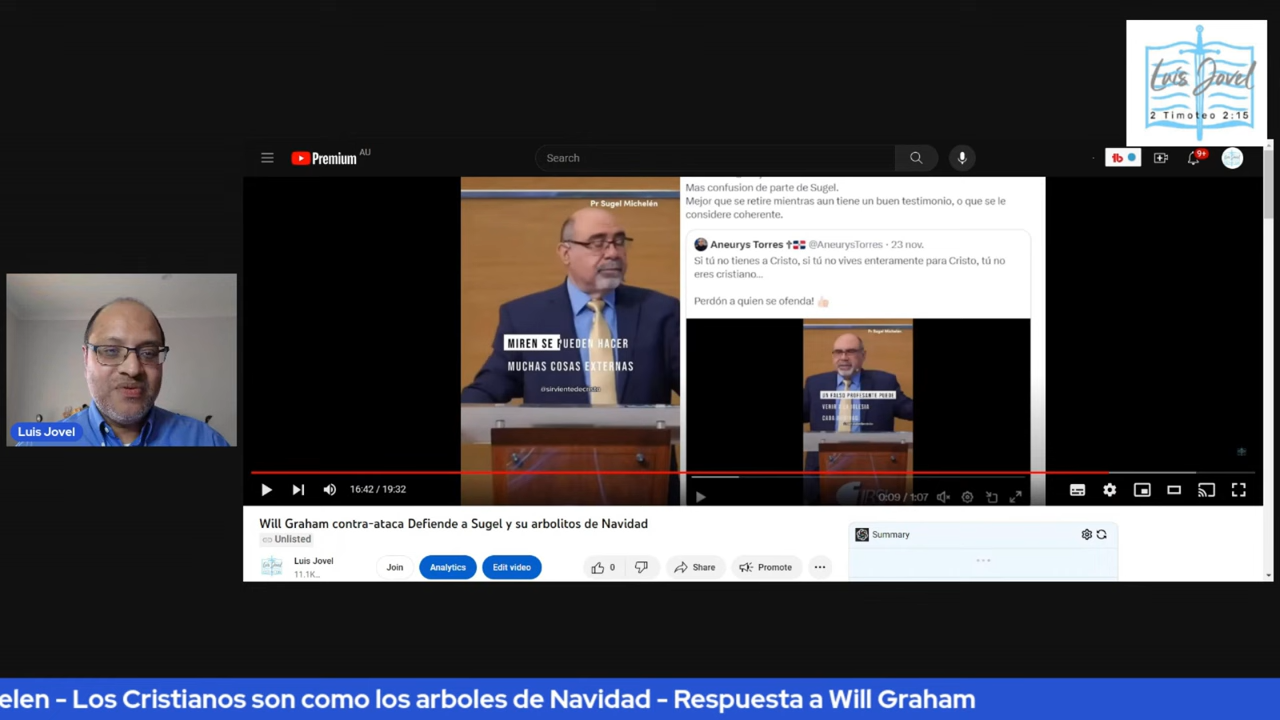 Luis Jovel
2 Timoteo 2:15
Premium AU
Search
9+
Pr Sugel Michelén
MIREN SE PUEDEN HACER
MUCHAS COSAS EXTERNAS
@sirvientedecristo
Mas confusion de parte de Sugel.
Mejor que se retire mientras aun tiene un buen testimonio, o que se le
considere coherente.
Aneurys Torres @AneurysTorres · 23 nov.
Si tú no tienes a Cristo, si tú no vives enteramente para Cristo, tú no
eres cristiano...
Perdón a quien se ofenda!
Pr Sugel Michelén
UN FALSO PROFESANTE PUEDE
0:09 / 1:07
Luis Jovel
16:42 / 19:32
Will Graham contra-ataca Defiende a Sugel y su arbolitos de Navidad
Unlisted
Luis Jovel
11.1K..
Join
Analytics
Edit video
0
Share
Promote
Summary
elen - Los Cristianos son como los arboles de Navidad - Respuesta a Will Graham